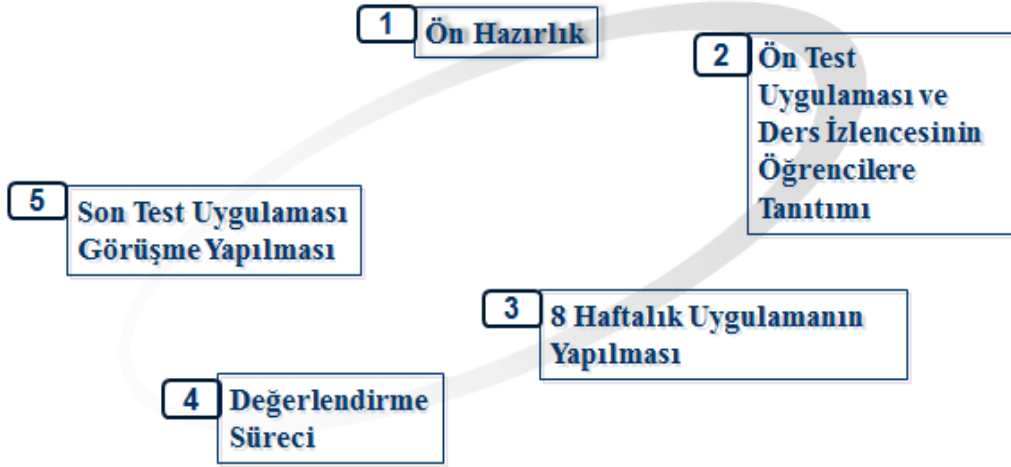 1
Ön Hazırlık
2
Ön Test
Uygulaması ve
Ders İzlencesinin
Öğrencilere
Tanıtımı
3
8 Haftalık Uygulamanın
Yapılması
4
Değerlendirme
Süreci
5
Son Test Uygulaması
Görüşme Yapılması